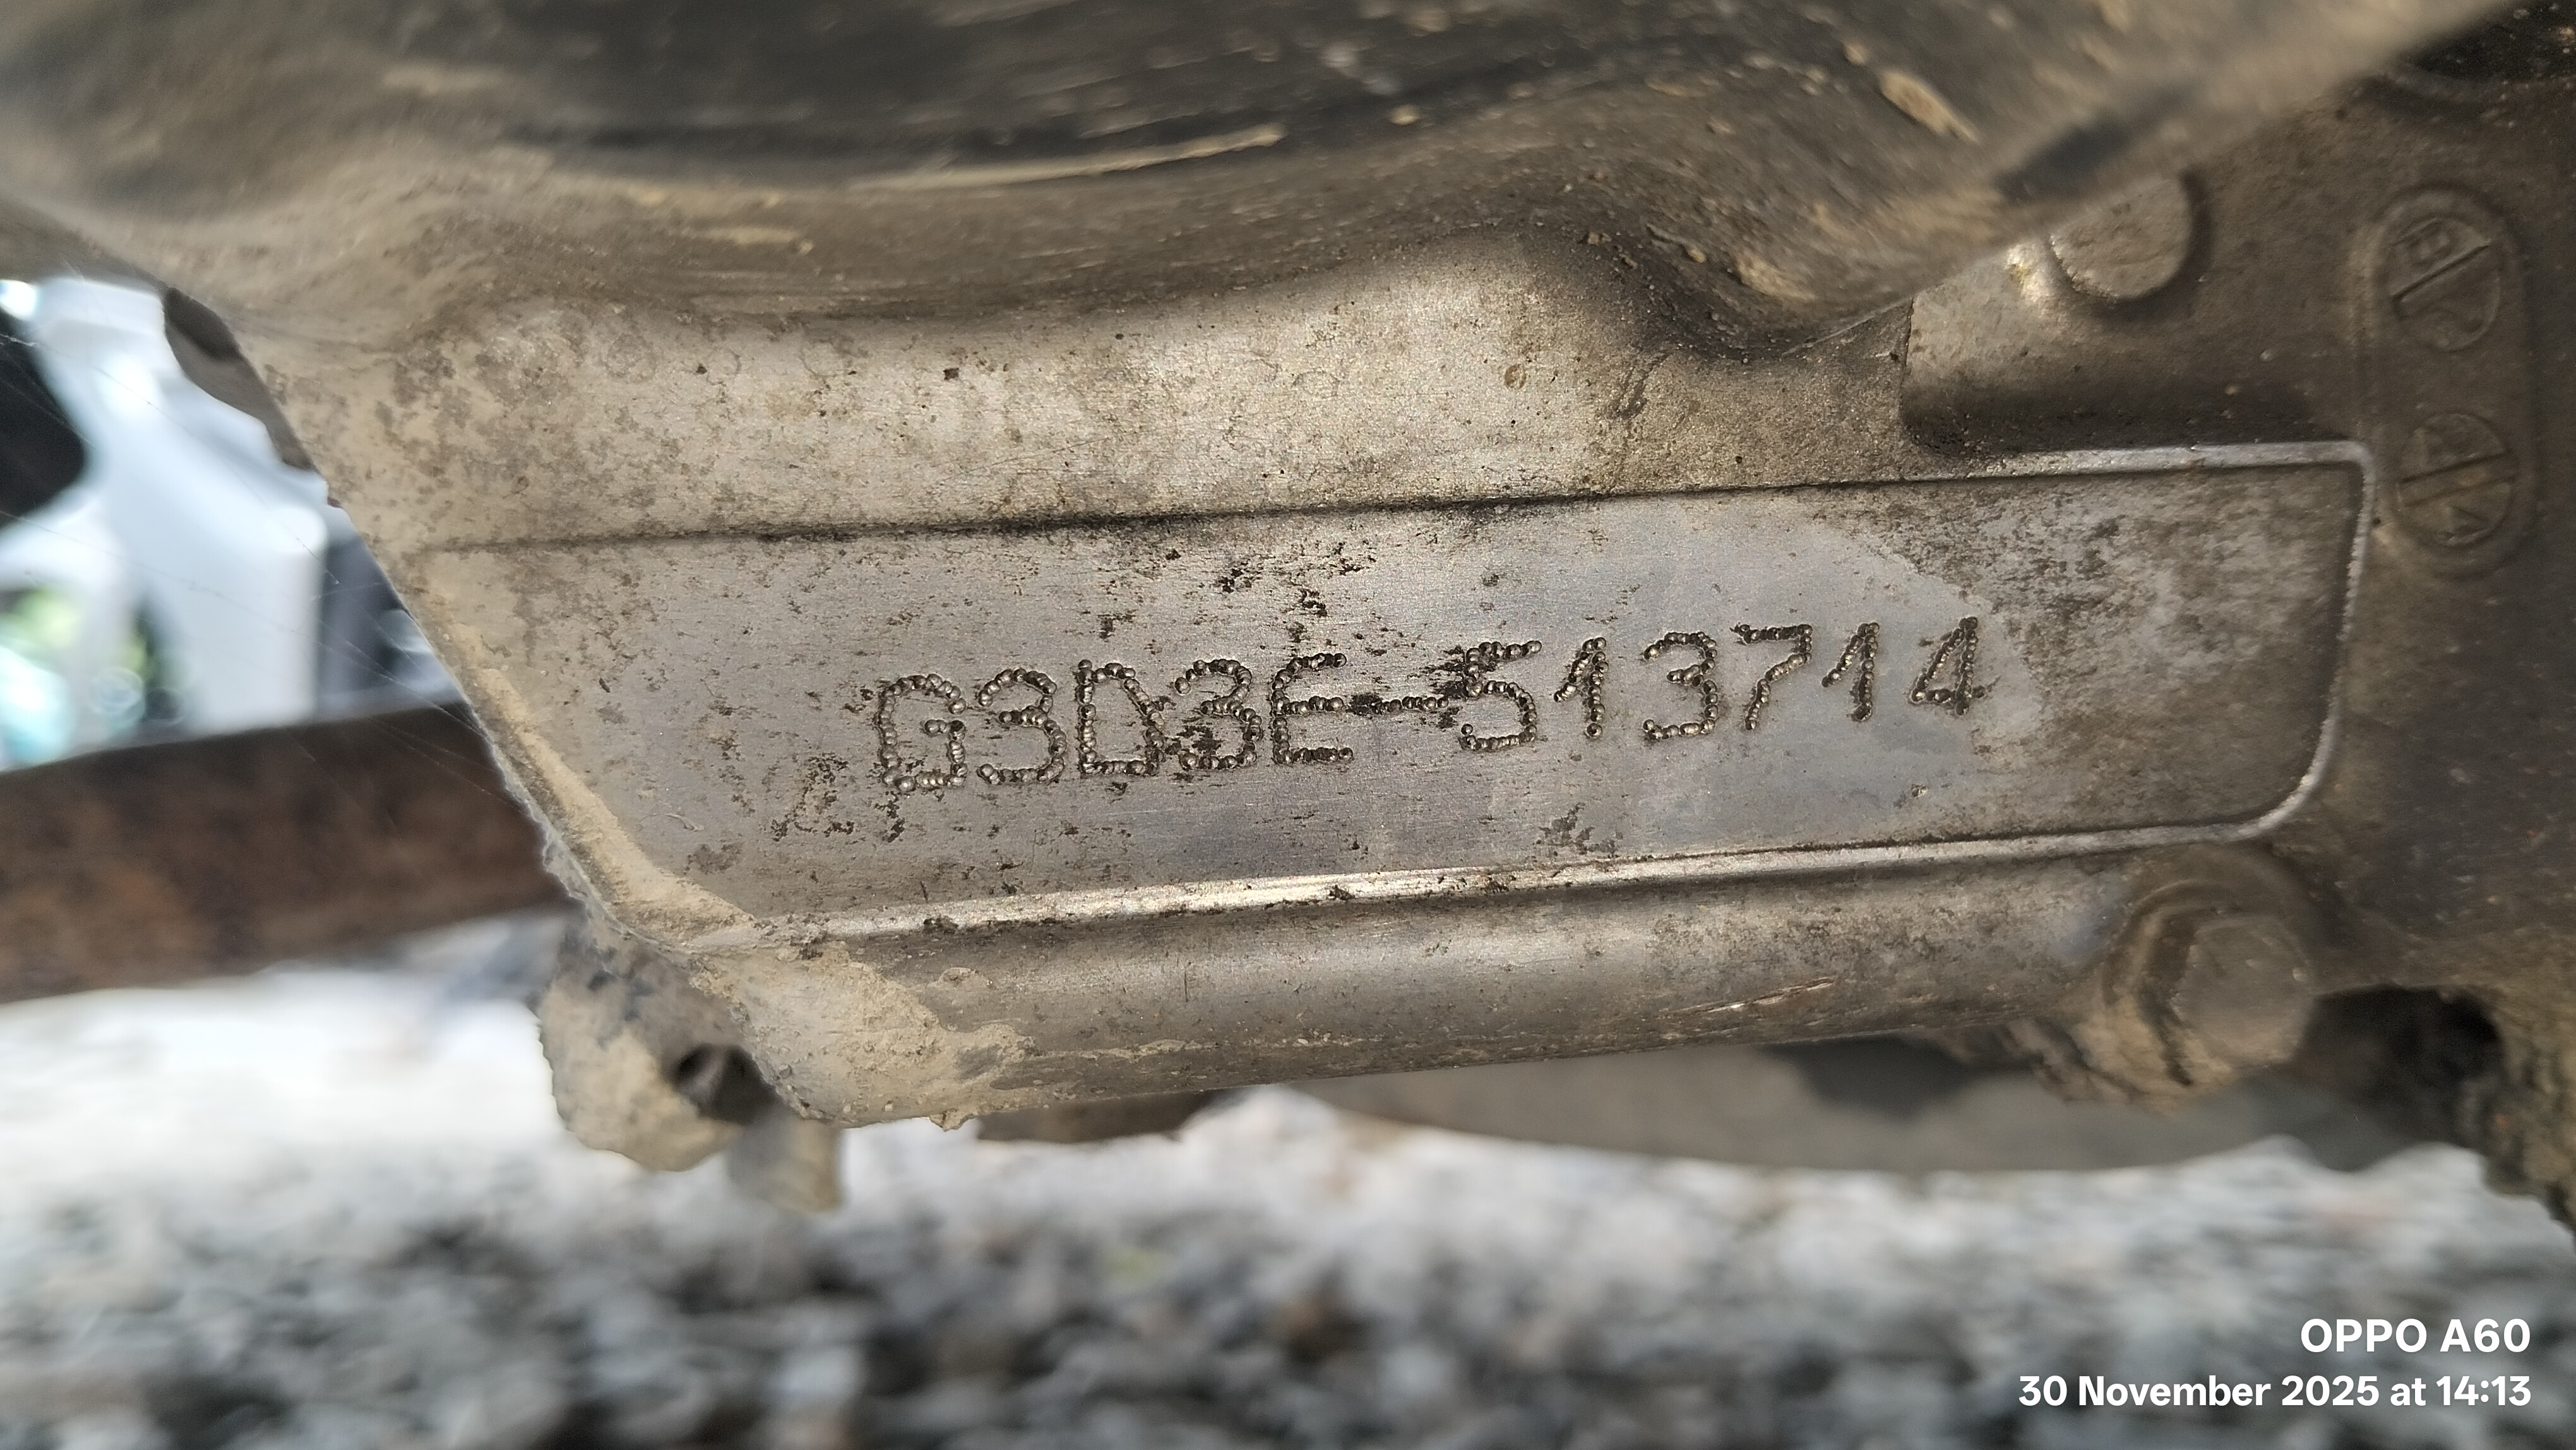 G3D3E-513714
OPPO A60
30 November 2025 at 14:13